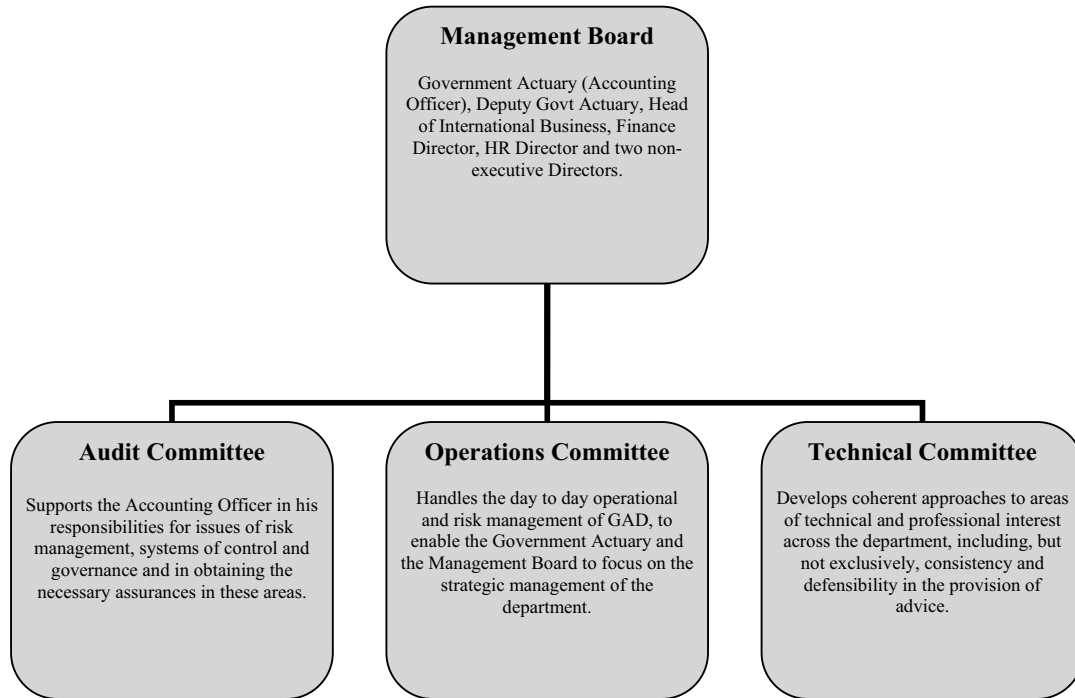 Management Board
Government Actuary (Accounting
Officer), Deputy Govt Actuary, Head
of International Business, Finance
Director, HR Director and two non-
executive Directors.
Audit Committee
Supports the Accounting Officer in his
responsibilities for issues of risk
management, systems of control and
governance and in obtaining the
necessary assurances in these areas.
Operations Committee
Handles the day to day operational
and risk management of GAD, to
enable the Government Actuary and
the Management Board to focus on the
strategic management of the
department.
Technical Committee
Develops coherent approaches to areas
of technical and professional interest
across the department, including, but
not exclusively, consistency and
defensibility in the provision of
advice.